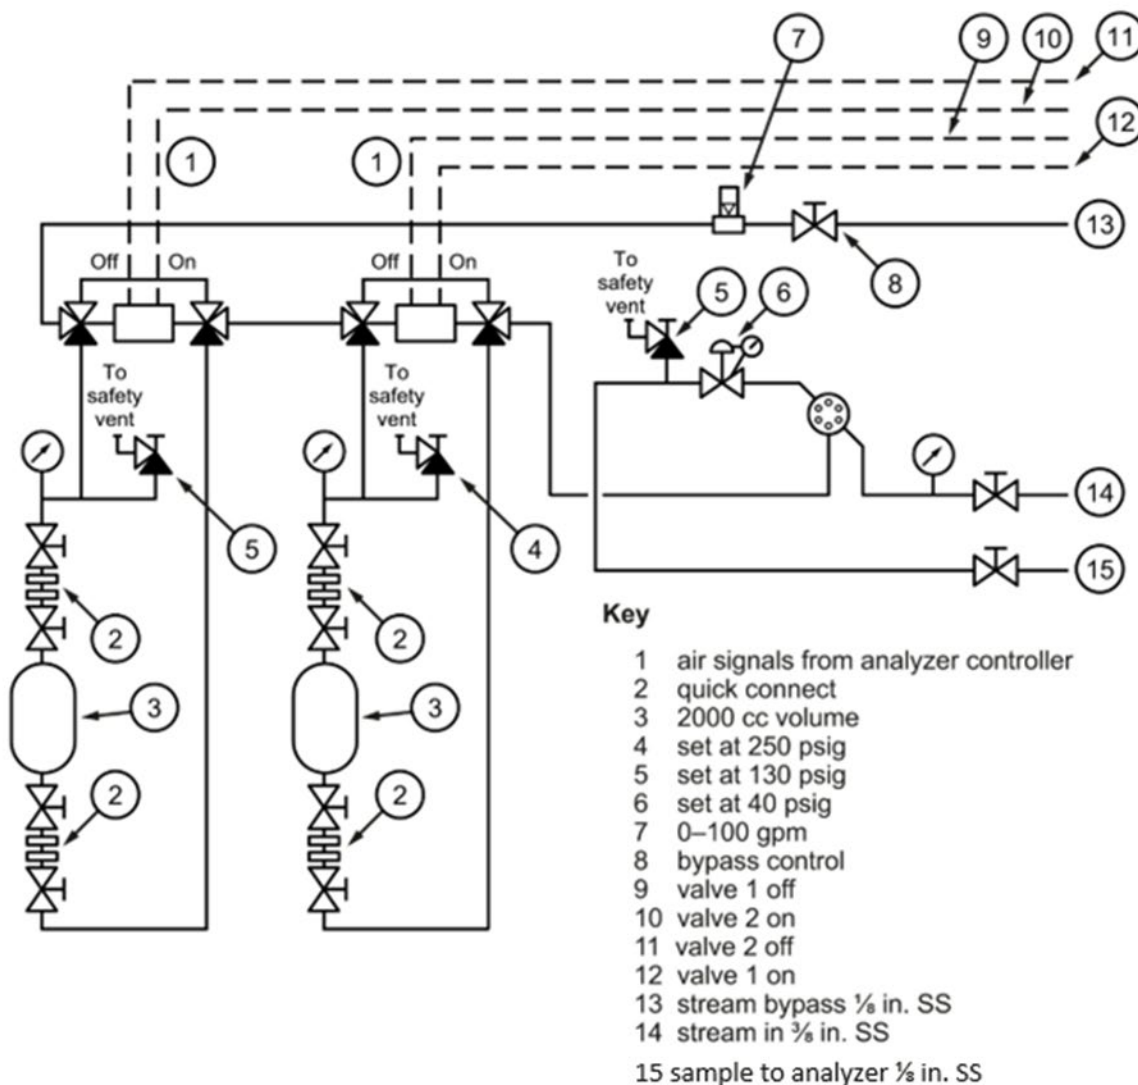 7
9
10
11
12
1
1
13
Off
On
Off
On
To
safety
vent
5
6
8
To
safety
vent
To
safety
vent
5
4
14
15
2
2
3
3
2
2
Key
1 air signals from analyzer controller
2 quick connect
3 2000 cc volume
4 set at 250 psig
5 set at 130 psig
6 set at 40 psig
7 0–100 gpm
8 bypass control
9 valve 1 off
10 valve 2 on
11 valve 2 off
12 valve 1 on
13 stream bypass ⅛ in. SS
14 stream in ⅜ in. SS
15 sample to analyzer ⅛ in. SS